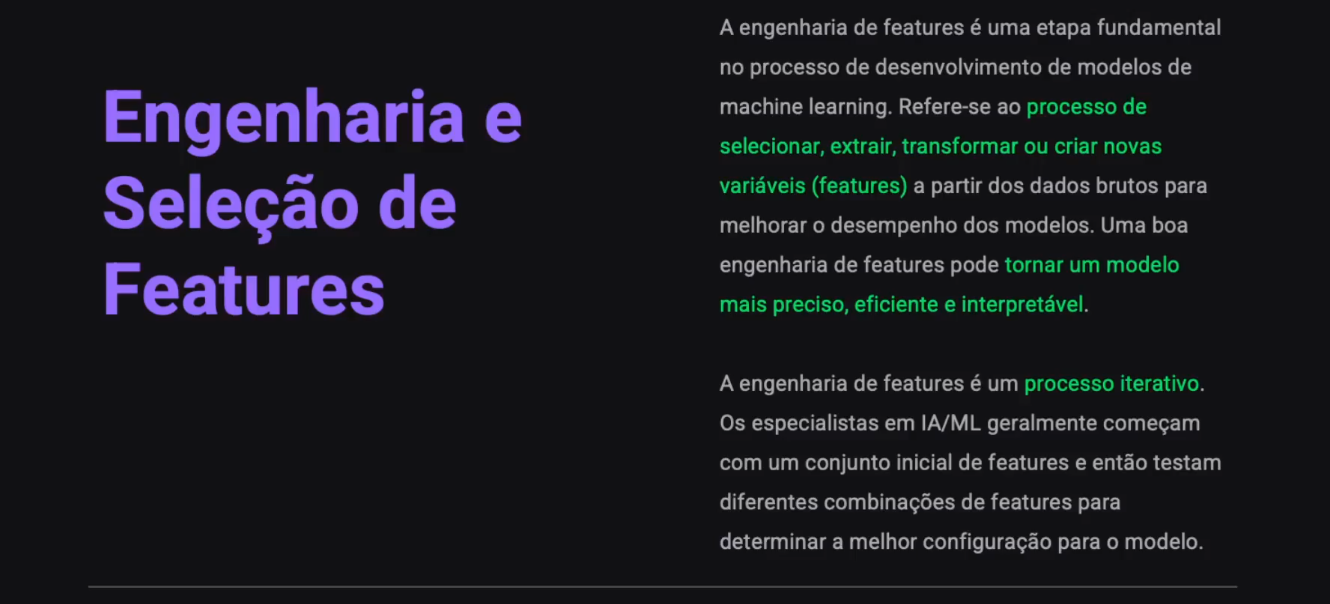 Engenharia e
Seleção de
Features
A engenharia de features é uma etapa fundamental
no processo de desenvolvimento de modelos de
machine learning. Refere-se ao processo de
selecionar, extrair, transformar ou criar novas
variáveis (features) a partir dos dados brutos para
melhorar o desempenho dos modelos. Uma boa
engenharia de features pode tornar um modelo
mais preciso, eficiente e interpretável.
A engenharia de features é um processo iterativo.
Os especialistas em IA/ML geralmente começam
com um conjunto inicial de features e então testam
diferentes combinações de features para
determinar a melhor configuração para o modelo.